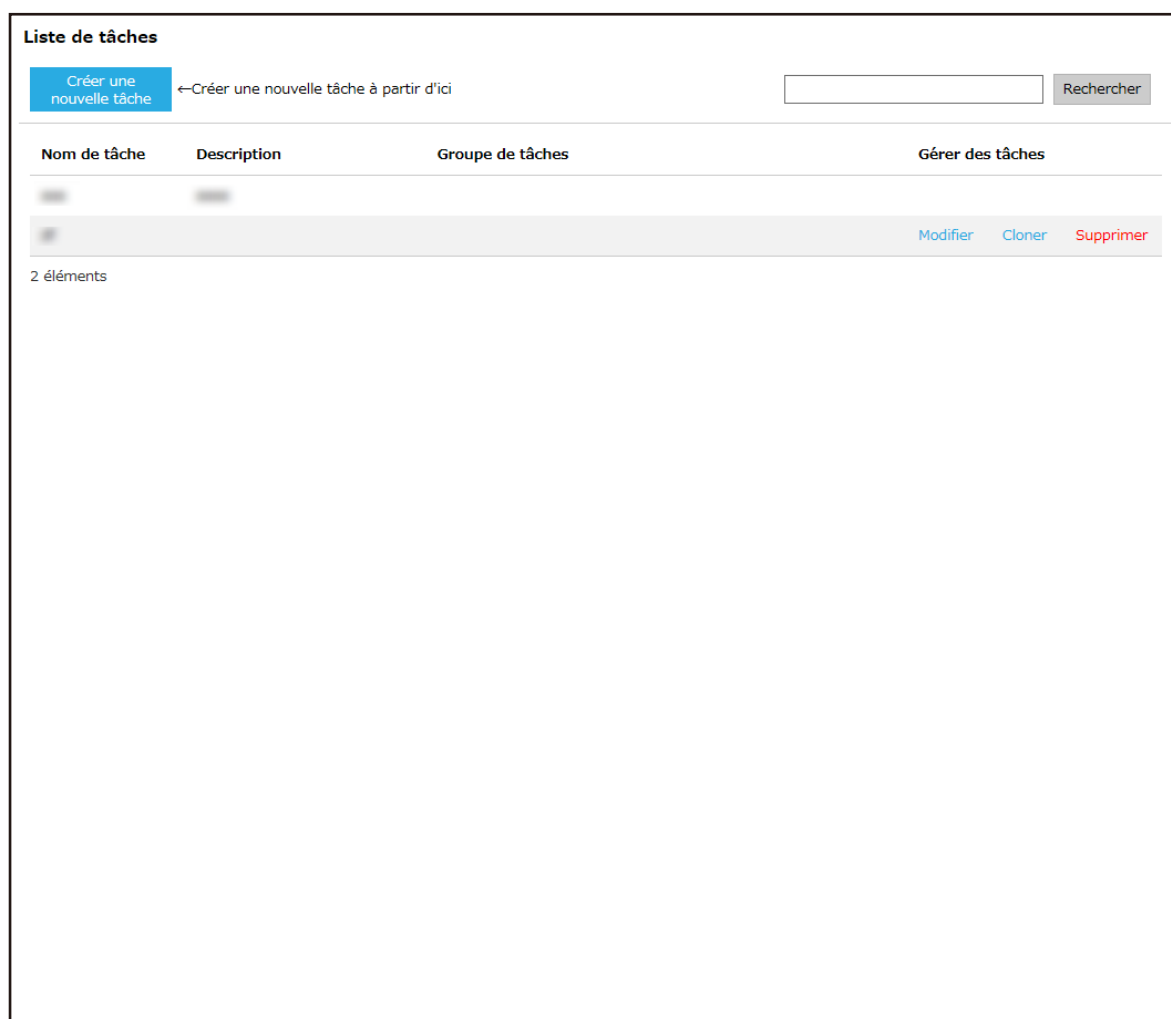 Liste de tâches
Créer une
nouvelle tâche
←Créer une nouvelle tâche à partir d'ici
Rechercher
Nom de tâche Description Groupe de tâches Gérer des tâches
Modifier Cloner Supprimer
2 éléments